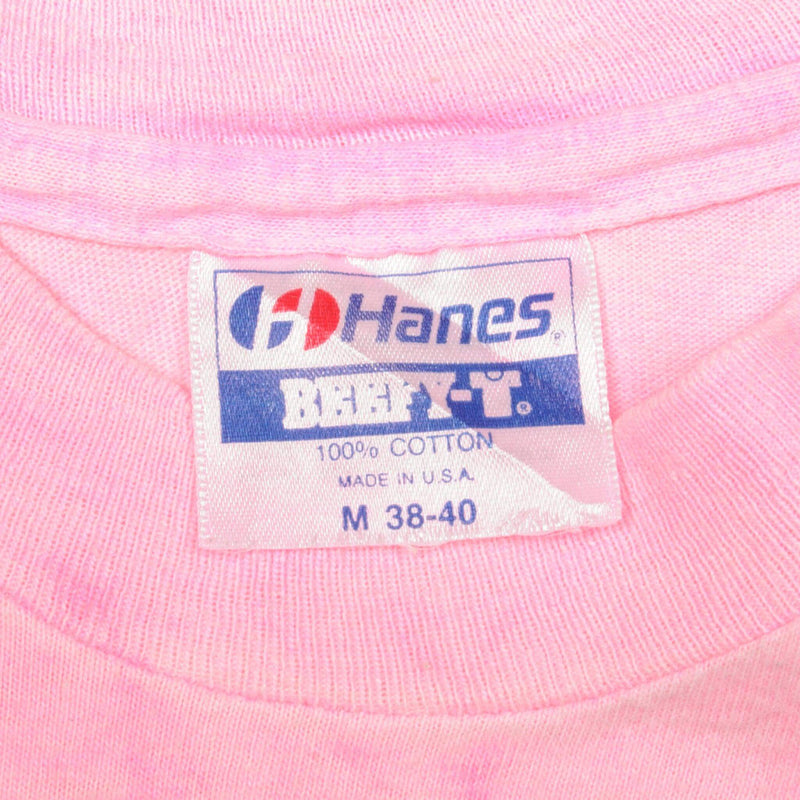 Hanes®
BEEFY-T®
100% COTTON
MADE IN U.S.A.
M 38-40